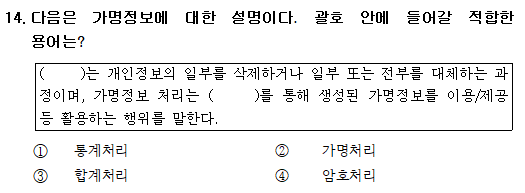 14. 다음은 가명정보에 대한 설명이다. 괄호 안에 들어갈 적합한
용어는?
(    )는 개인정보의 일부를 삭제하거나 일부 또는 전부를 대체하는 과
정이며, 가명정보 처리는 (    )를 통해 생성된 가명정보를 이용/제공
등 활용하는 행위를 말한다.
① 통계처리 ② 가명처리
③ 합계처리 ④ 암호처리